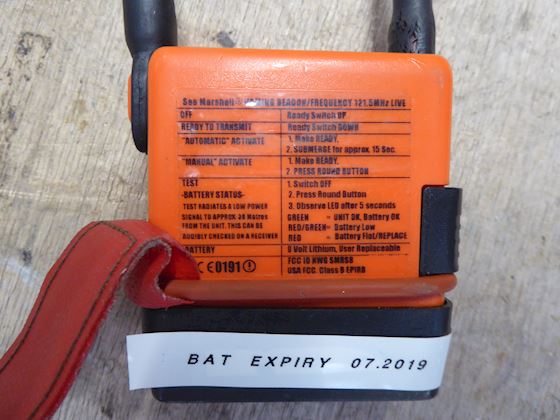 Sea Marshall® HOMING BEACON/FREQUENCY 121.5MHz LIVE
OFF Ready Switch UP
READY TO TRANSMIT Ready Switch DOWN
"AUTOMATIC" ACTIVATE 1. Make READY.
2. SUBMERGE for approx. 15 Sec.
"MANUAL" ACTIVATE 1. Make READY.
2. PRESS ROUND BUTTON
TEST 1. Switch OFF
-BATTERY STATUS- 2. Press Round Button
TEST RADIATES A LOW POWER 3. Observe LED after 5 seconds
SIGNAL TO APPROX. 30 Metres GREEN = UNIT OK, Battery OK
FROM THE UNIT. THIS CAN BE RED/GREEN= Battery Low
AUDIBLY CHECKED ON A RECEIVER RED = Battery Flat/REPLACE
BATTERY 9 Volt Lithium, User Replaceable
CE0191 FCC ID KWG SMRSB
USA FCC. Class B EPIRB
BAT EXPIRY 07.2019